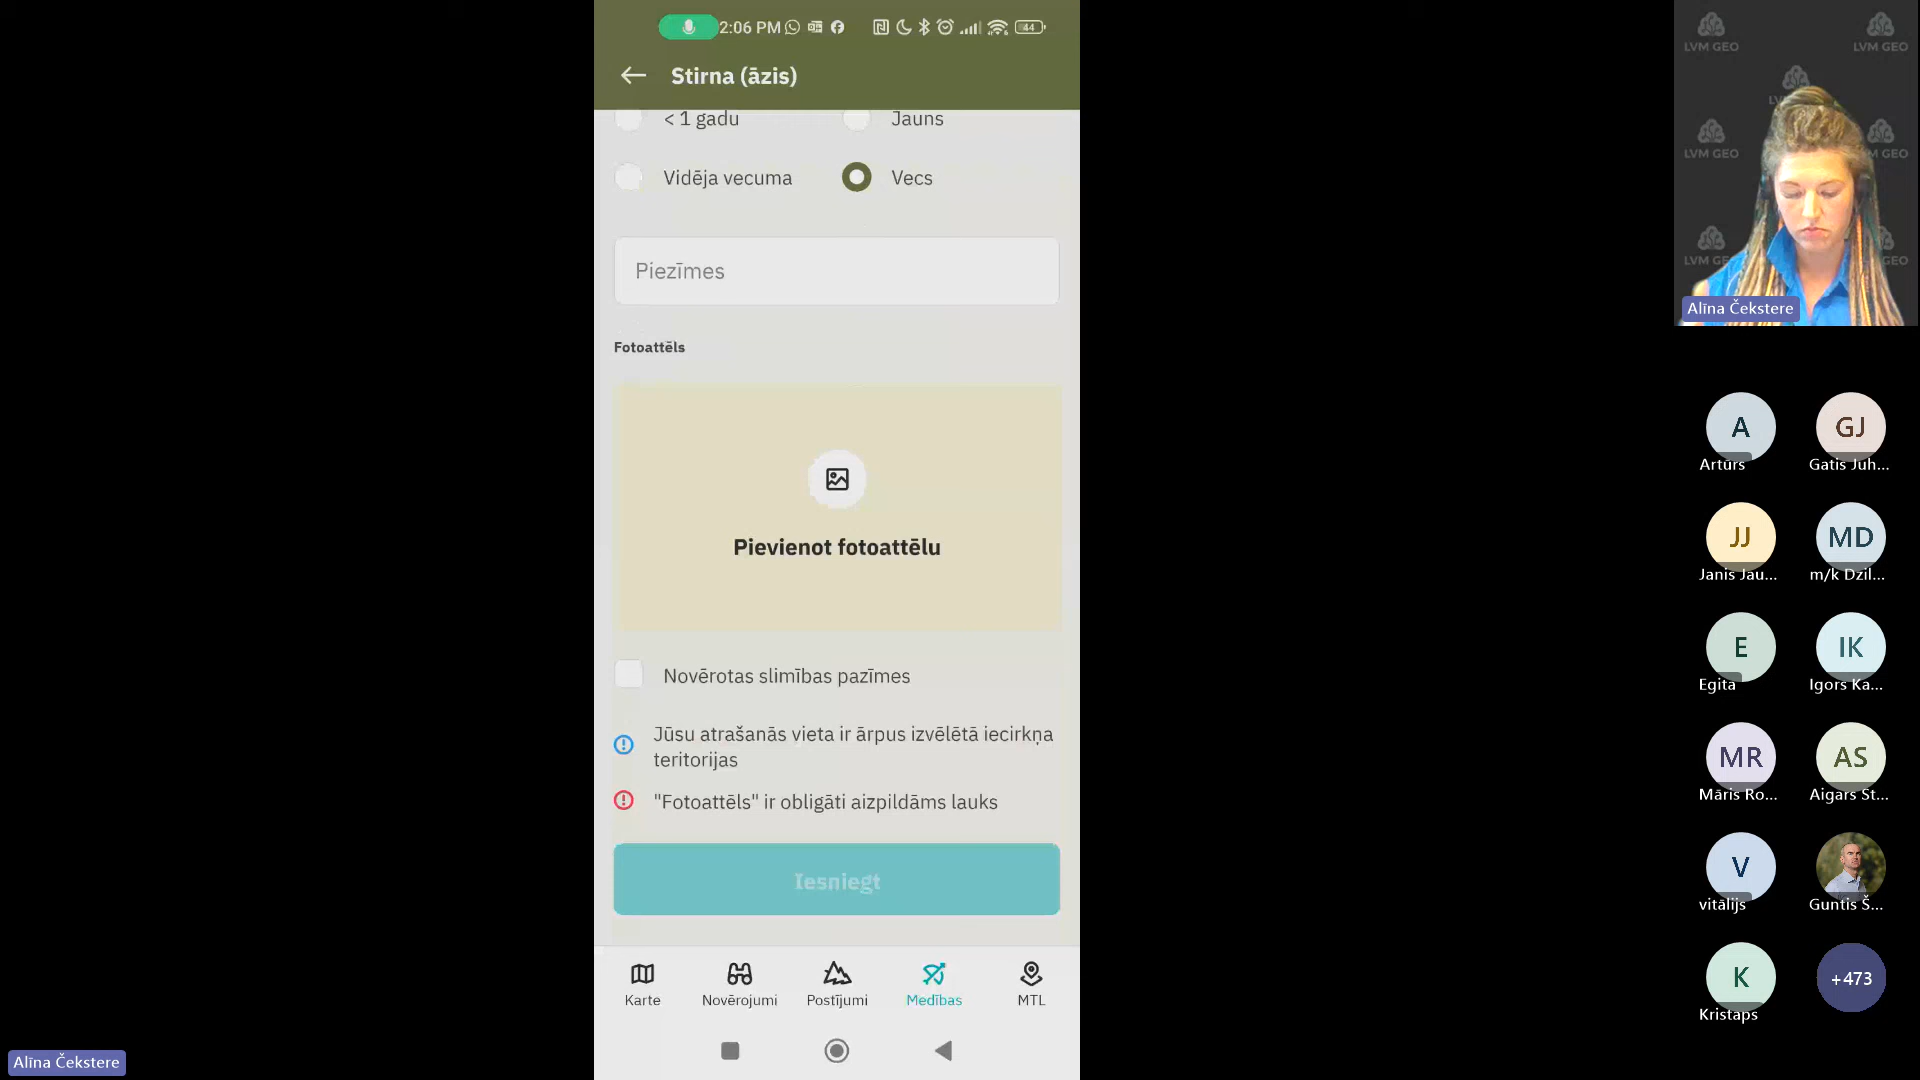 2:06 PM
44
Stirna (āzis)
< 1 gadu
Jauns
Vidēja vecuma
Vecs
Piezīmes
Fotoattēls
Pievienot fotoattēlu
Novērotas slimības pazīmes
Jūsu atrašanās vieta ir ārpus izvēlētā iecirkņa
teritorijas
"Fotoattēls" ir obligāti aizpildāms lauks
Iesniegt
Karte
Novērojumi
Postījumi
Medības
MTL
Alīna Čekstere
LVM GEO
LVM GEO
LVM GEO
LVM GEO
Alīna Čekstere
A
Artūrs
GJ
Gatis Juh...
JJ
Janis Jau...
MD
m/k Dzil...
E
Egita
IK
Igors Ka...
MR
Māris Ro...
AS
Aigars St...
V
vitālijs
Guntis Š...
K
Kristaps
+473